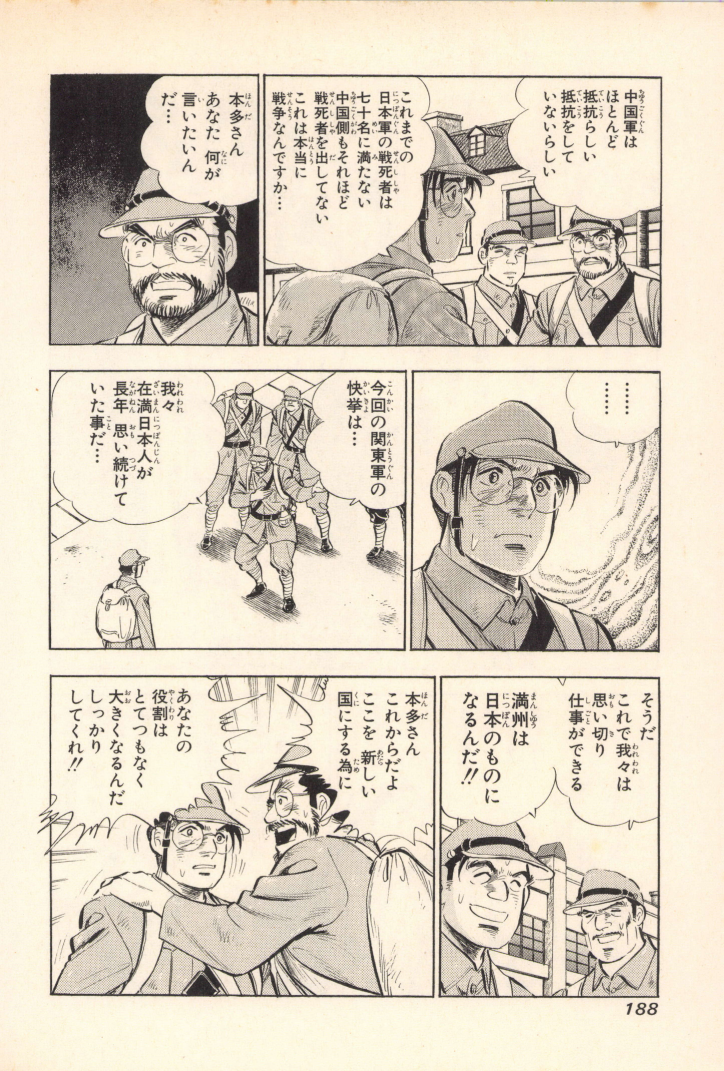 中国軍は
ほとんど
抵抗らしい
抵抗をして
いないらしい
これまでの
日本軍の戦死者は
七十名に満たない
中国側もそれほど
戦死者を出してない
これは本当に
戦争なんですか…
本多さん
あなた 何が
言いたいん
だ…
……
……
今回の関東軍の
快挙は…
我々
在満日本人が
長年 思い続けて
いた事だ…
そうだ
これで我々は
思い切り
仕事ができる
満州は
日本のものに
なるんだ!!
本多さん
これからだよ
ここを 新しい
国にする為に
あなたの
役割は
とてつもなく
大きくなるんだ
しっかり
してくれ!!
188